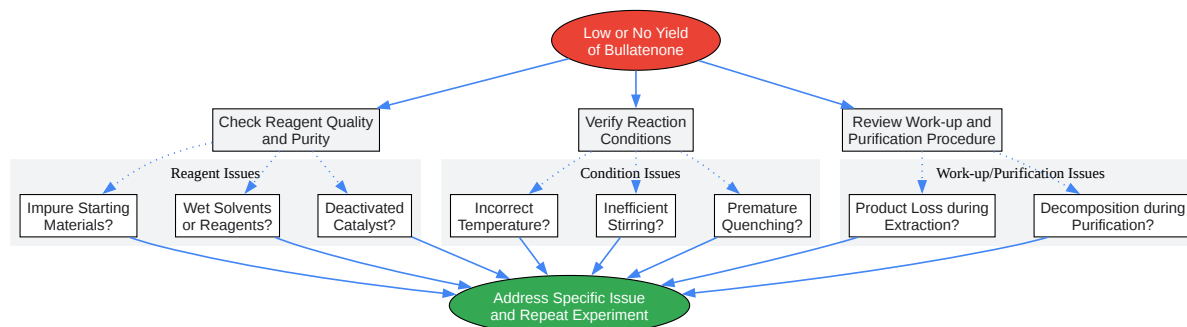 Low or No Yield
of Bullatenone
Check Reagent Quality
and Purity
Verify Reaction
Conditions
Review Work-up and
Purification Procedure
Reagent Issues
Condition Issues
Work-up/Purification Issues
Impure Starting
Materials?
Wet Solvents
or Reagents?
Deactivated
Catalyst?
Incorrect
Temperature?
Inefficient
Stirring?
Premature
Quenching?
Product Loss during
Extraction?
Decomposition during
Purification?
Address Specific Issue
and Repeat Experiment